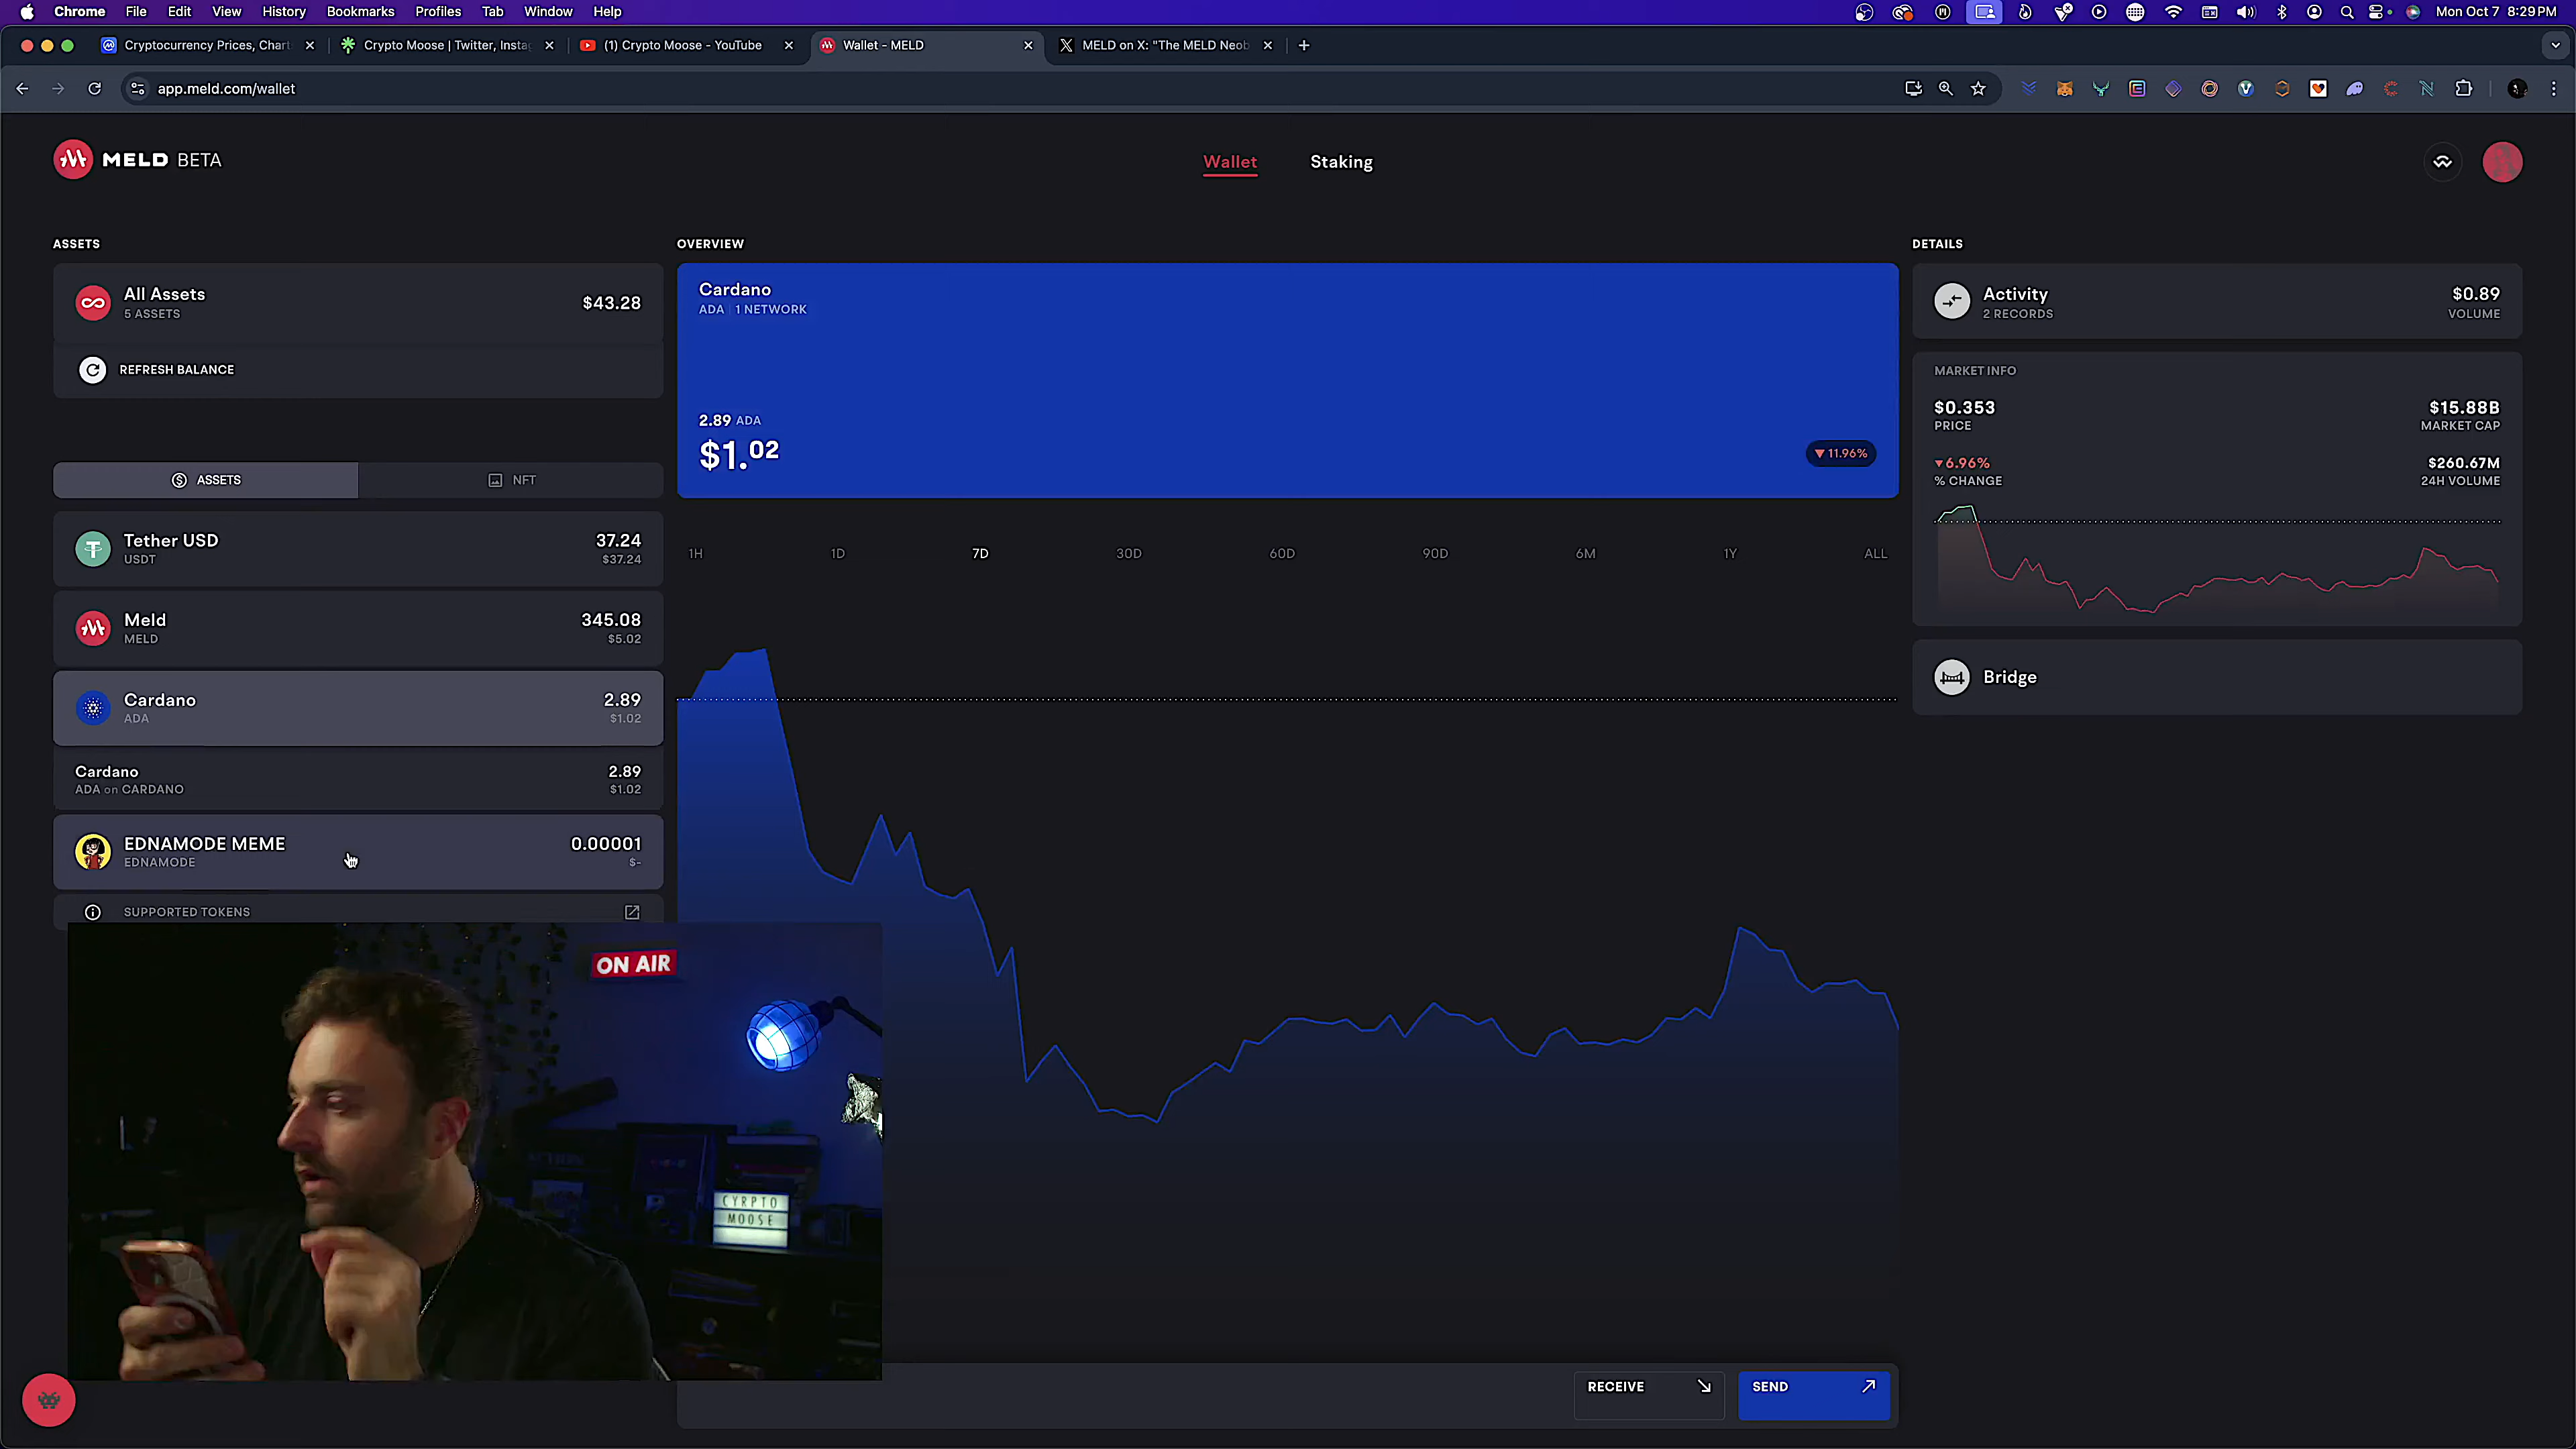 Chrome File Edit View History Bookmarks Profiles Tab Window Help
Mon Oct 7 8:29 PM
Cryptocurrency Prices, Chart
Crypto Moose | Twitter, Insta
(1) Crypto Moose - YouTube
Wallet - MELD
MELD on X: "The MELD Neob
app.meld.com/wallet
MELD BETA
Wallet
Staking
ASSETS
All Assets
5 ASSETS
$43.28
REFRESH BALANCE
ASSETS
NFT
Tether USD
USDT
37.24
$37.24
Meld
MELD
345.08
$5.02
Cardano
ADA
2.89
$1.02
Cardano
ADA on CARDANO
2.89
$1.02
EDNAMODE MEME
EDNAMODE
0.00001
$-
SUPPORTED TOKENS
OVERVIEW
Cardano
ADA 1 NETWORK
2.89 ADA
$1.02
▼11.96%
1H 1D 7D 30D 60D 90D 6M 1Y ALL
RECEIVE
SEND
DETAILS
Activity
2 RECORDS
$0.89
VOLUME
MARKET INFO
$0.353
PRICE
$15.88B
MARKET CAP
▼6.96%
% CHANGE
$260.67M
24H VOLUME
Bridge
ON AIR
CYRPTO
MOOSE